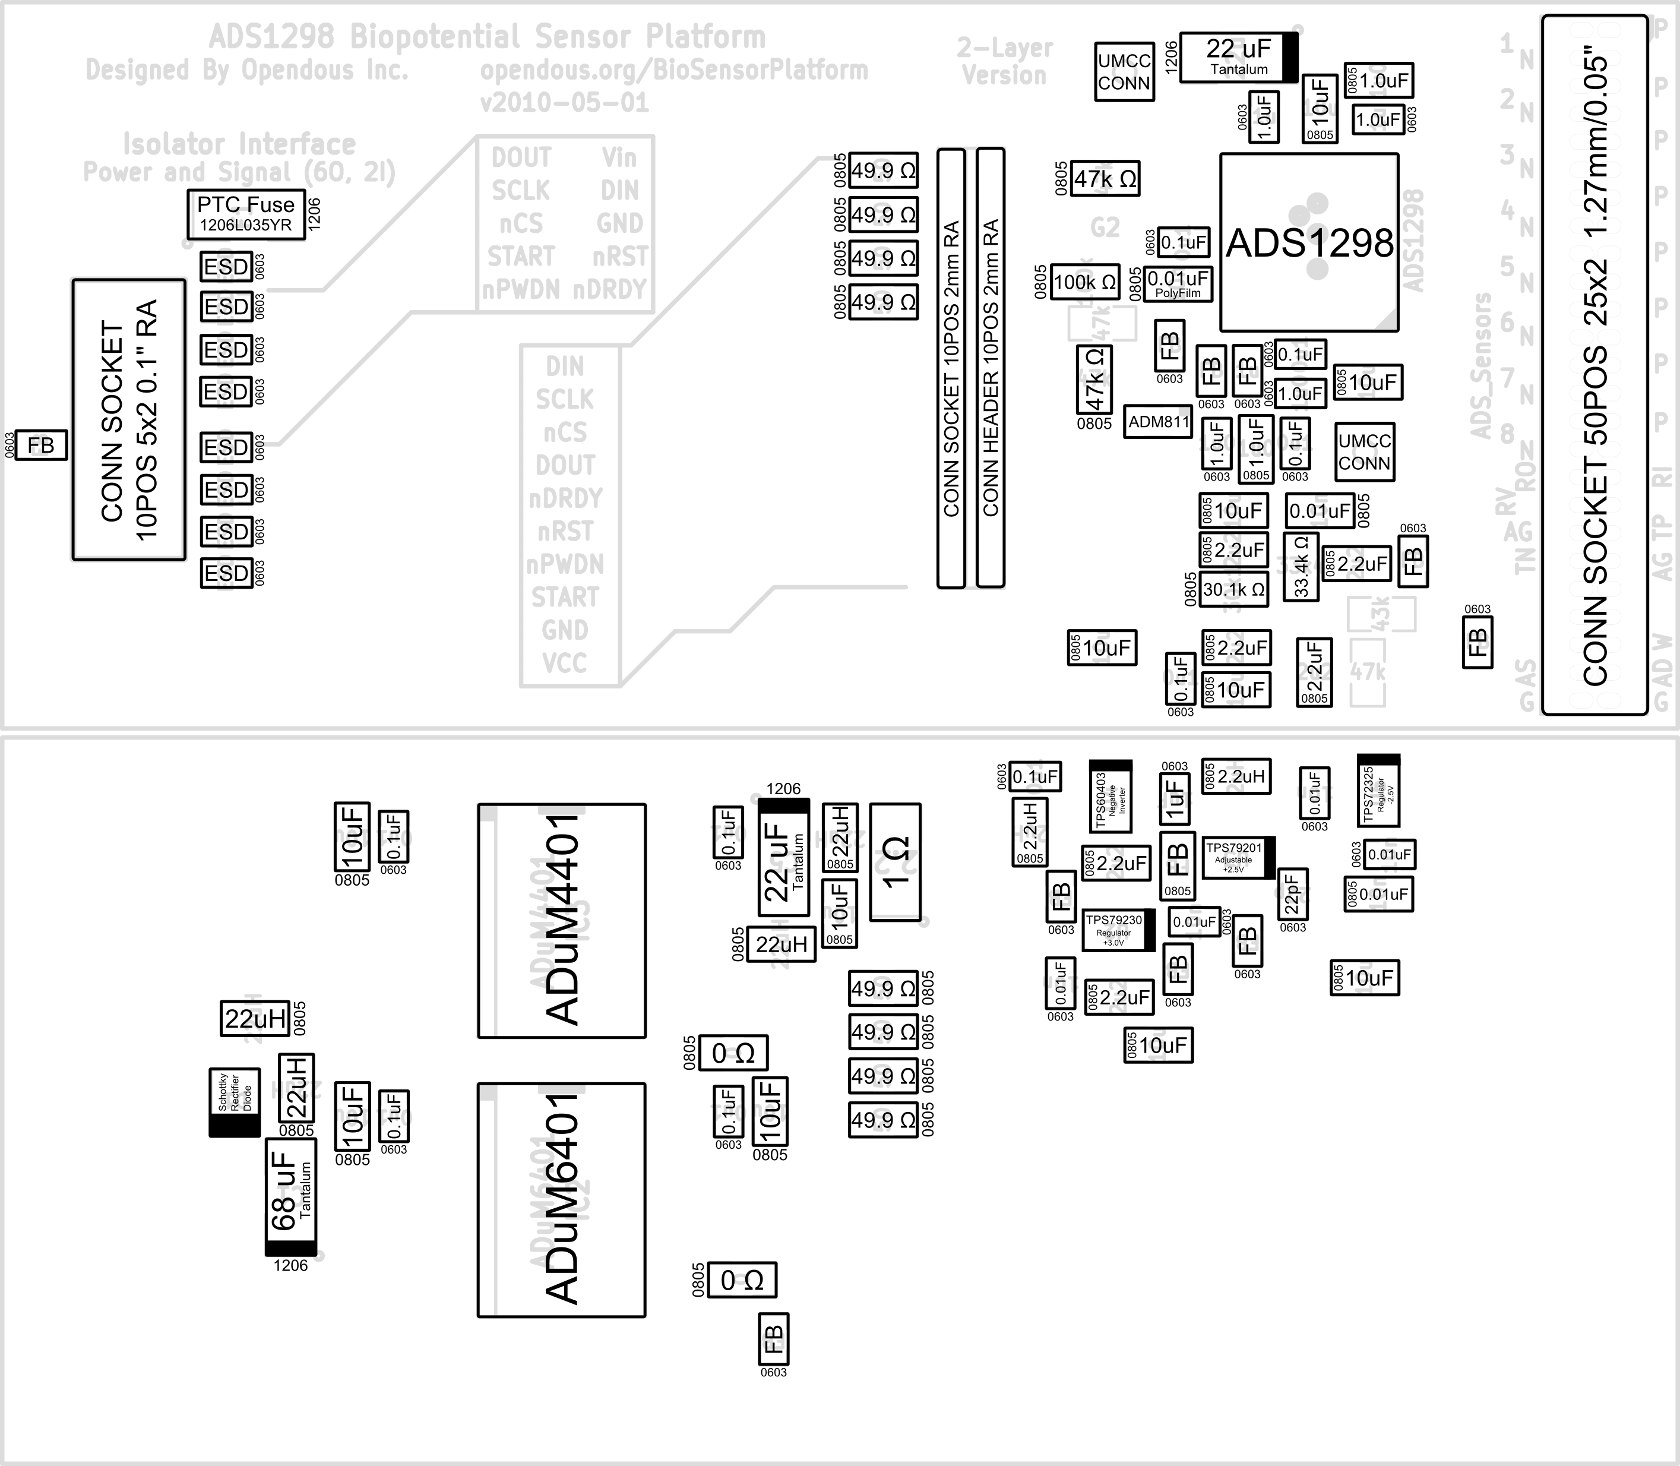 ADS1298 Biopotential Sensor Platform
Designed By Opendous Inc.
opendous.org/BioSensorPlatform
v2010-05-01
2-Layer
Version
Isolator Interface
Power and Signal (6O, 2I)
PTC Fuse
1206L035YR
1206
ESD
0603
ESD
0603
ESD
0603
ESD
0603
ESD
0603
ESD
0603
ESD
0603
ESD
0603
CONN SOCKET
10POS 5x2 0.1" RA
FB
0603
DOUT Vin
SCLK DIN
nCS GND
START nRST
nPWDN nDRDY
DIN
SCLK
nCS
DOUT
nDRDY
nRST
nPWDN
START
GND
VCC
0805
49.9 Ω
0805
49.9 Ω
0805
49.9 Ω
0805
49.9 Ω
CONN SOCKET 10POS 2mm RA
CONN HEADER 10POS 2mm RA
UMCC
CONN
1206
22 uF
Tantalum
0603
1.0uF
10uF
0805
0805
1.0uF
1.0uF
0603
0805
47k Ω
G2
0603
0.1uF
0805
100k Ω
0805
0.01uF
PolyFilm
ADS1298
ADS1298
47k
47k Ω
0805
FB
0603
FB
0603
FB
0603
0603
0.1uF
0603
1.0uF
0805
10uF
ADM811
1.0uF
0603
1.0uF
0805
0.1uF
0603
UMCC
CONN
0805
10uF
0.01uF
0805
0805
2.2uF
33.4k Ω
0805
2.2uF
0603
FB
0805
30.1k Ω
43k
0603
FB
0805
10uF
0805
2.2uF
0.1uF
0603
0805
10uF
2.2uF
0805
47k
ADS_Sensors
1 N P
2 N P
3 N P
4 N P
5 N P
6 N P
7 N P
8 N P
RO RI
RV
AG TP
TN AG
W
AS AD
G G
CONN SOCKET 50POS 25x2 1.27mm/0.05"
10uF
0805
0.1uF
0603
ADuM4401
ADuM4401
0.1uF
0603
1206
22 uF
Tantalum
22uH
0805
1 Ω
10uF
0805
0805
22uH
49.9 Ω
0805
49.9 Ω
0805
49.9 Ω
0805
49.9 Ω
0805
22uH
0805
Schottky
Rectifier
Diode
22uH
0805
10uF
0805
0.1uF
0603
68 uF
Tantalum
1206
ADuM6401
ADuM6401
IC2
0805
0 Ω
0.1uF
0603
10uF
0805
0805
0 Ω
FB
0603
0603
0.1uF
2.2uH
0805
TPS60403
Negative
Inverter
0603
1uF
0805
2.2uH
0.01uF
0603
TPS72325
Regulator
-2.5V
0805
2.2uF
FB
0805
TPS79201
Adjustable
+2.5V
0603
0.01uF
FB
0603
22pF
0603
0805
0.01uF
TPS79230
Regulator
+3.0V
0.01uF
0603
FB
0603
0.01uF
0603
FB
0603
0805
2.2uF
0805
10uF
0805
10uF